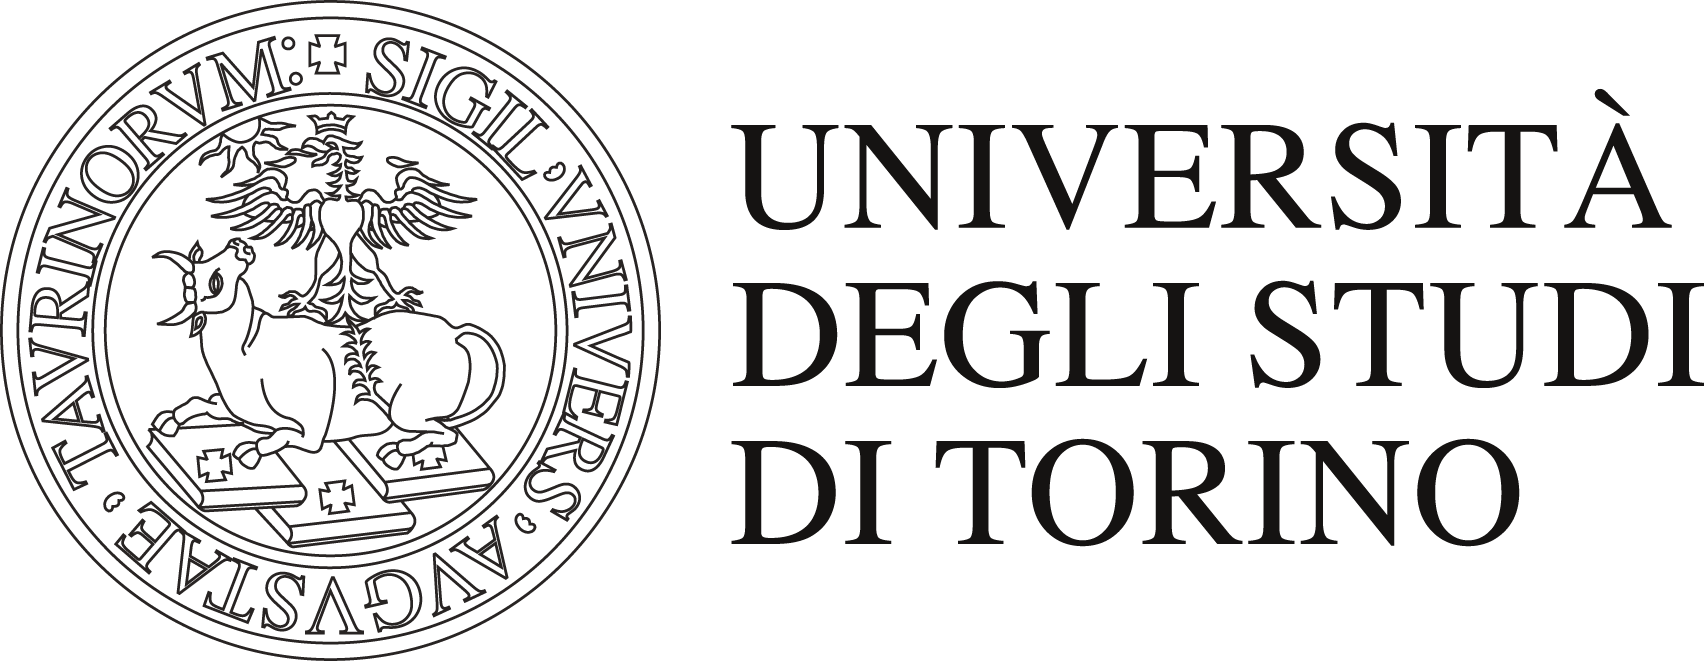 SIGIL' VNIVERS' AVGVSTAE' TAVRINORVM:
UNIVERSITÀ
DEGLI STUDI
DI TORINO